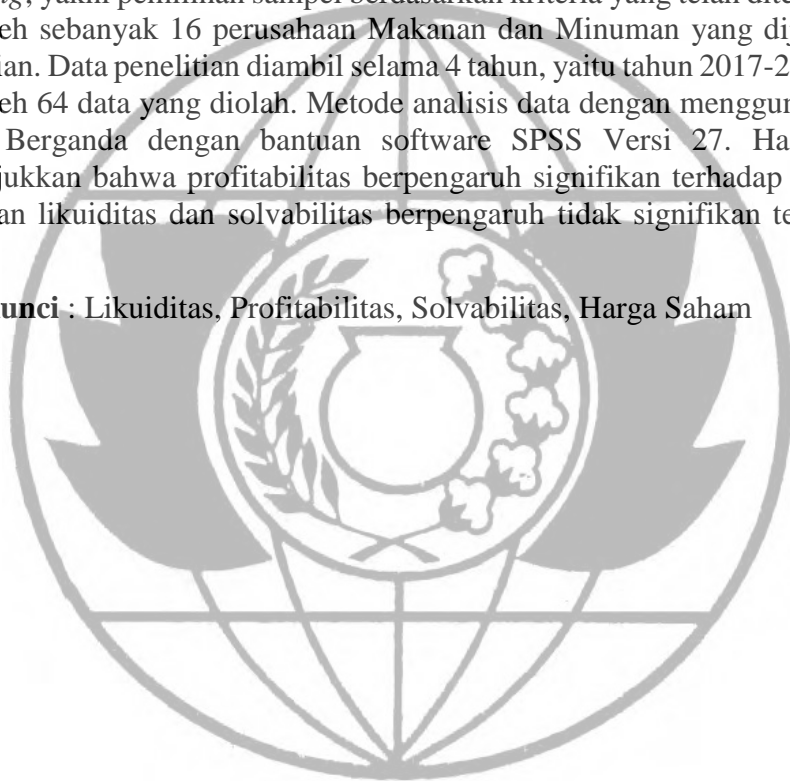 ng, yakni pemilihan sampel berdasarkan kriteria yang telah dite
eh sebanyak 16 perusahaan Makanan dan Minuman yang dij
ian. Data penelitian diambil selama 4 tahun, yaitu tahun 2017-2
eh 64 data yang diolah. Metode analisis data dengan menggun
Berganda dengan bantuan software SPSS Versi 27. Ha
jukkan bahwa profitabilitas berpengaruh signifikan terhadap
an likuiditas dan solvabilitas berpengaruh tidak signifikan te
unci : Likuiditas, Profitabilitas, Solvabilitas, Harga Saham